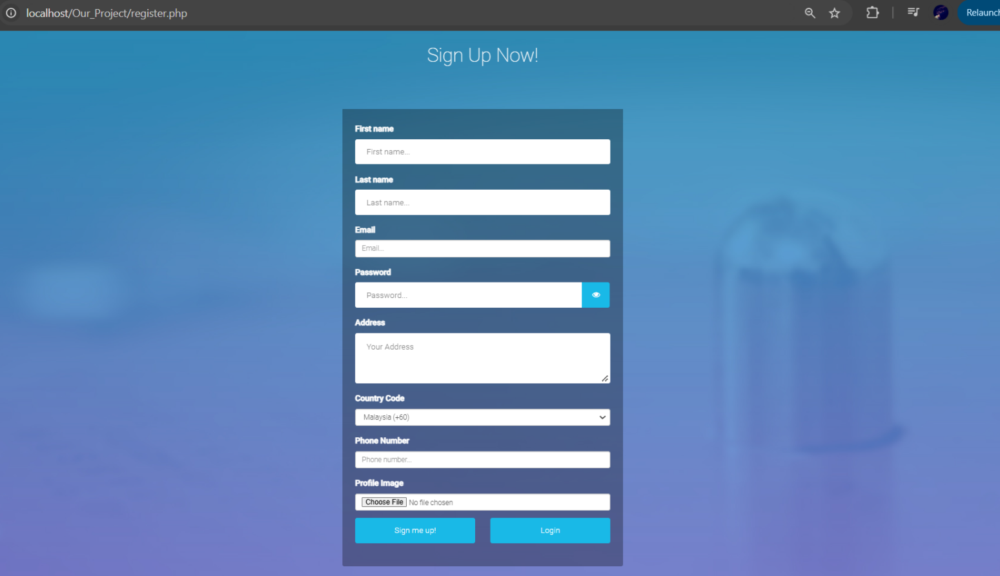 localhost/Our_Project/register.php
Relaunch
Sign Up Now!
First name
First name...
Last name
Last name...
Email
Email...
Password
Password...
Address
Your Address
Country Code
Malaysia (+60)
Phone Number
Phone number...
Profile Image
Choose File No file chosen
Sign me up! Login